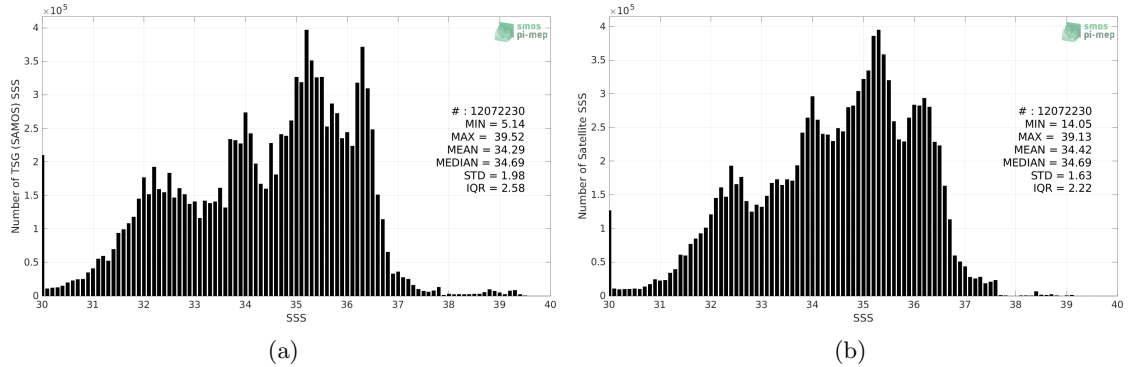 ×10^5
4
3.5
3
2.5
2
1.5
1
0.5
0
Number of TSG (SAMOS) SSS
smos
pi-mep
# : 12072230
MIN = 5.14
MAX = 39.52
MEAN = 34.29
MEDIAN = 34.69
STD = 1.98
IQR = 2.58
30 31 32 33 34 35 36 37 38 39 40
SSS
(a)
×10^5
4
3.5
3
2.5
2
1.5
1
0.5
0
Number of Satellite SSS
smos
pi-mep
# : 12072230
MIN = 14.05
MAX = 39.13
MEAN = 34.42
MEDIAN = 34.69
STD = 1.63
IQR = 2.22
30 31 32 33 34 35 36 37 38 39 40
SSS
(b)